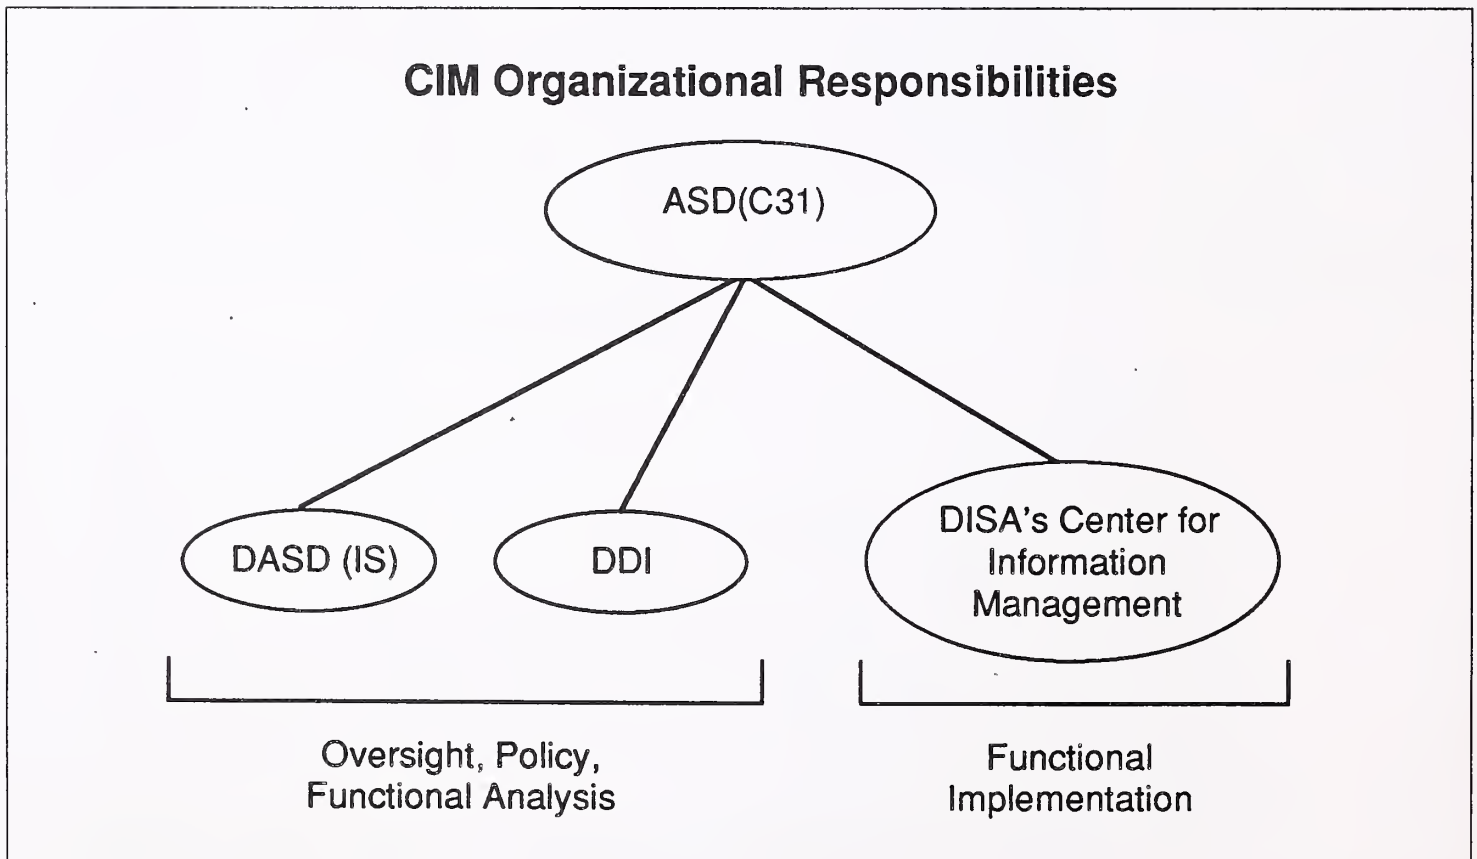 CIM Organizational Responsibilities
ASD(C31)
DASD (IS)
DDI
DISA's Center for
Information
Management
Oversight, Policy,
Functional Analysis
Functional
Implementation